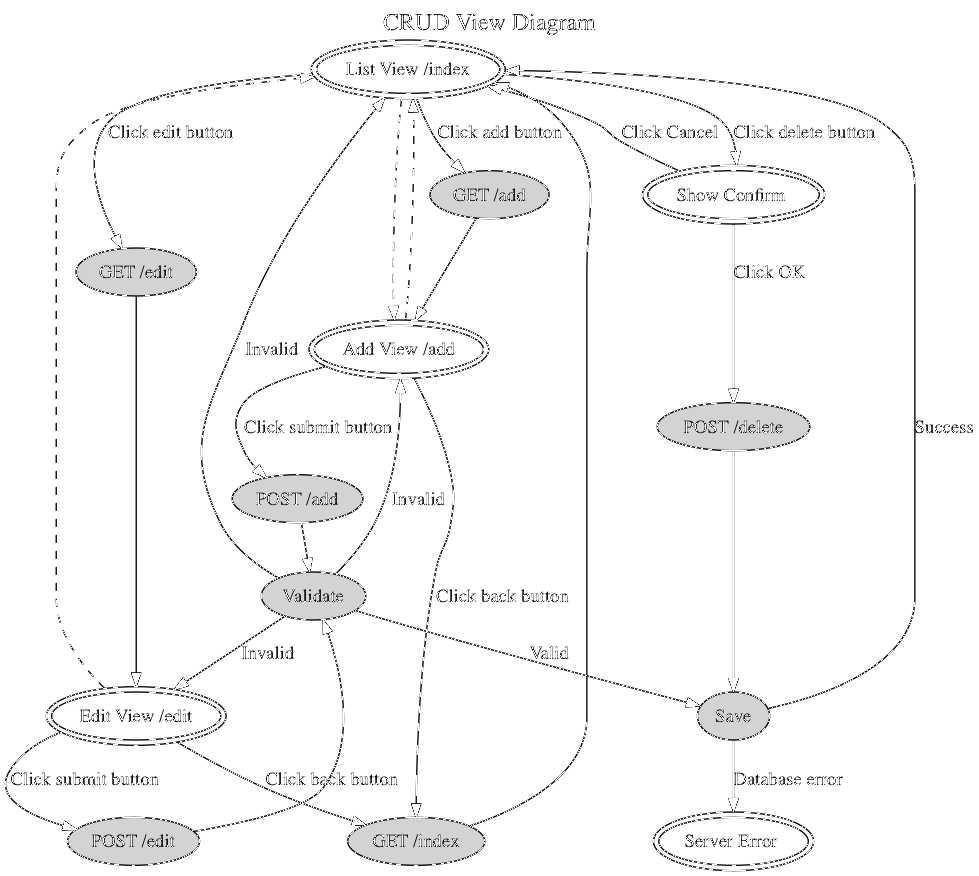 CRUD View Diagram
List View /index
Click edit button
Click add button
Click Cancel
Click delete button
GET /add
Show Confirm
GET /edit
Click OK
Invalid
Add View /add
Click submit button
POST /delete
Success
POST /add
Invalid
Validate
Click back button
Invalid
Valid
Edit View /edit
Save
Click submit button
Click back button
Database error
POST /edit
GET /index
Server Error